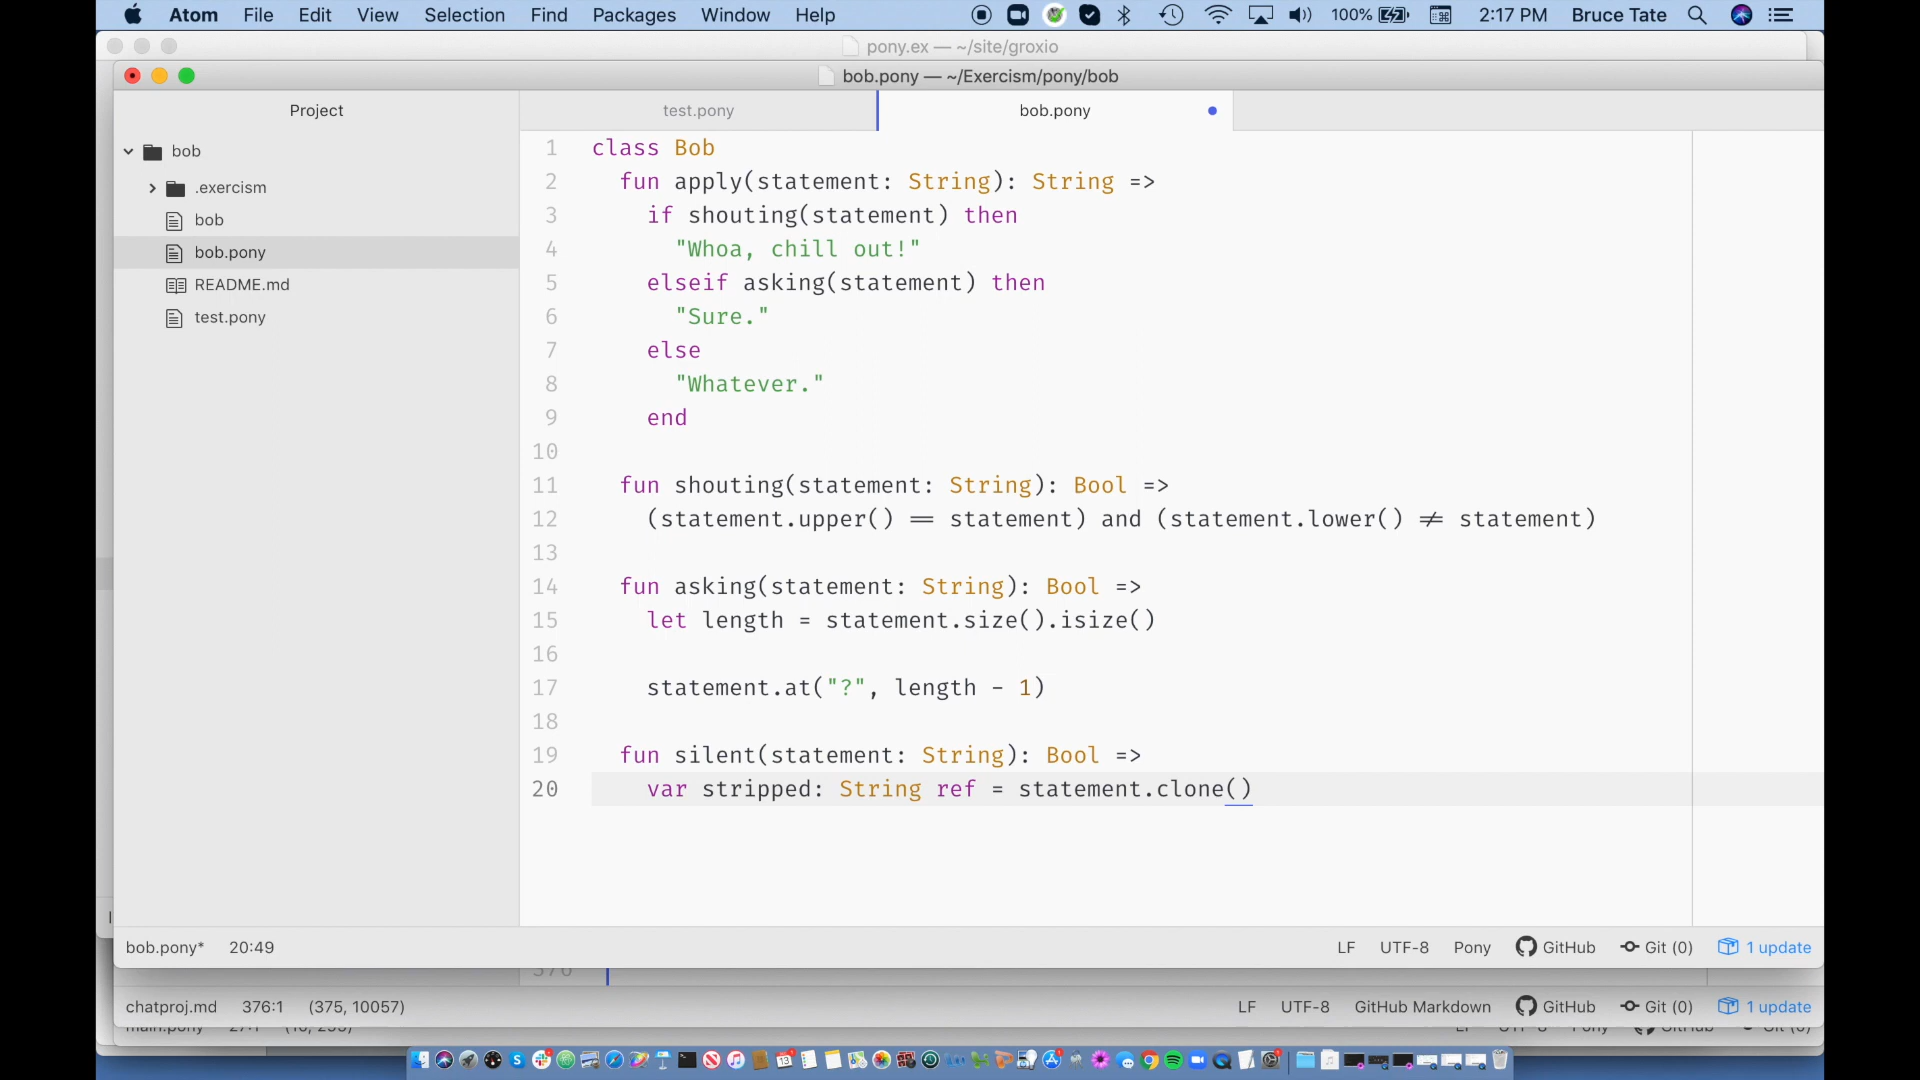 Atom File Edit View Selection Find Packages Window Help 100% 2:17 PM Bruce Tate
pony.ex — ~/site/groxio
bob.pony — ~/Exercism/pony/bob
Project
test.pony
bob.pony
bob
.exercism
bob
bob.pony
README.md
test.pony
1 class Bob
2 fun apply(statement: String): String =>
3 if shouting(statement) then
4 "Whoa, chill out!"
5 elseif asking(statement) then
6 "Sure."
7 else
8 "Whatever."
9 end
10
11 fun shouting(statement: String): Bool =>
12 (statement.upper() == statement) and (statement.lower() != statement)
13
14 fun asking(statement: String): Bool =>
15 let length = statement.size().isize()
16
17 statement.at("?", length - 1)
18
19 fun silent(statement: String): Bool =>
20 var stripped: String ref = statement.clone()
bob.pony* 20:49 LF UTF-8 Pony GitHub Git (0) 1 update
376
chatproj.md 376:1 (375, 10057) LF UTF-8 GitHub Markdown GitHub Git (0) 1 update